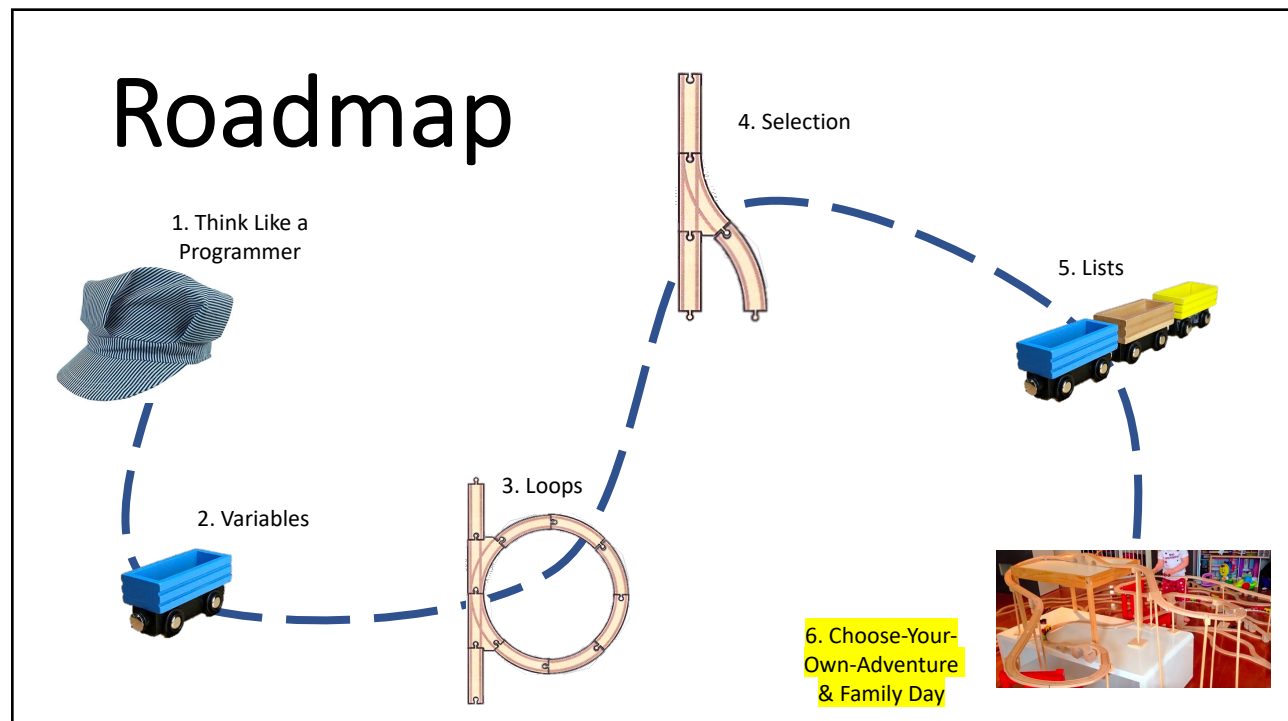 Roadmap
1. Think Like a
Programmer
2. Variables
3. Loops
4. Selection
5. Lists
6. Choose-Your-
Own-Adventure
& Family Day